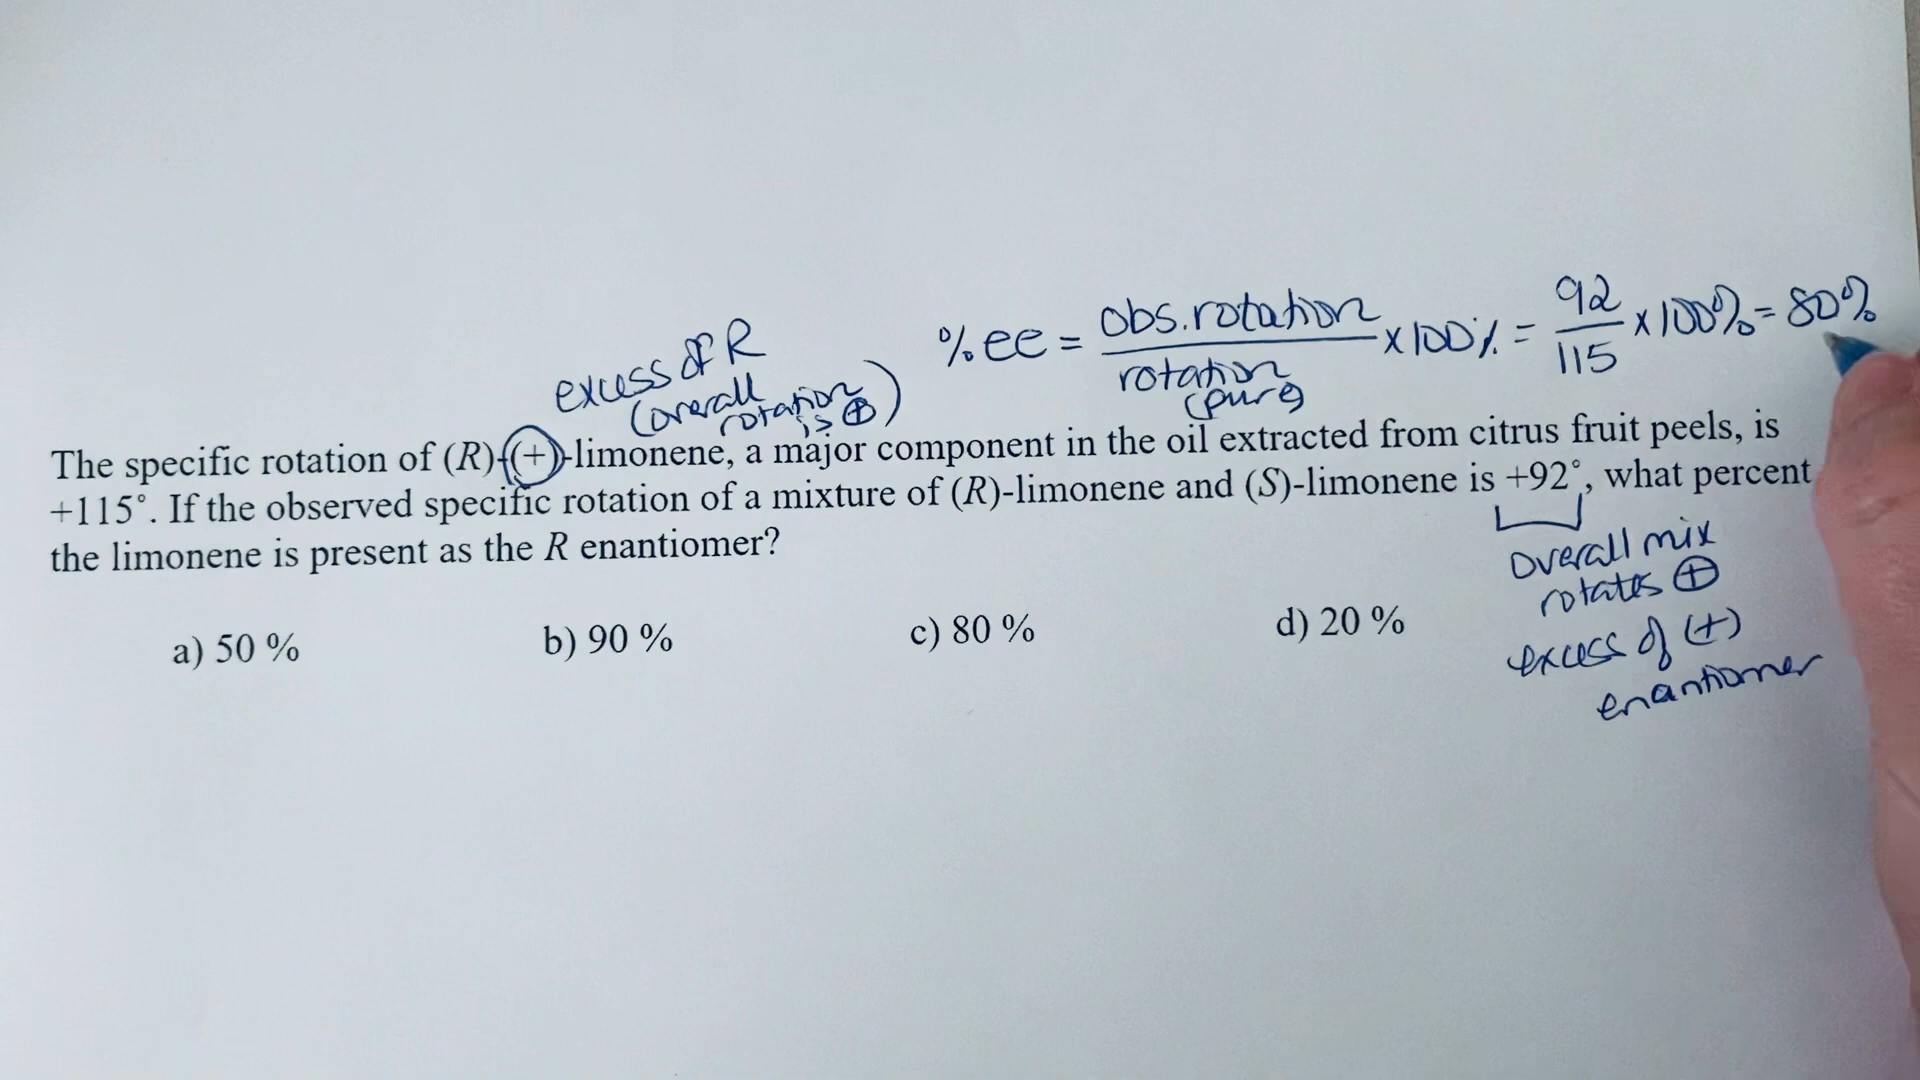 excess of R
(overall
rotation
is ⊕)
%ee = obs.rotation / rotation (pure) x 100% = 92 / 115 x 100% = 80%
The specific rotation of (R)-(+)-limonene, a major component in the oil extracted from citrus fruit peels, is
+115°. If the observed specific rotation of a mixture of (R)-limonene and (S)-limonene is +92°, what percent
the limonene is present as the R enantiomer?
overall mix
rotates ⊕
excess of (+)
enantiomer
a) 50 % b) 90 % c) 80 % d) 20 %